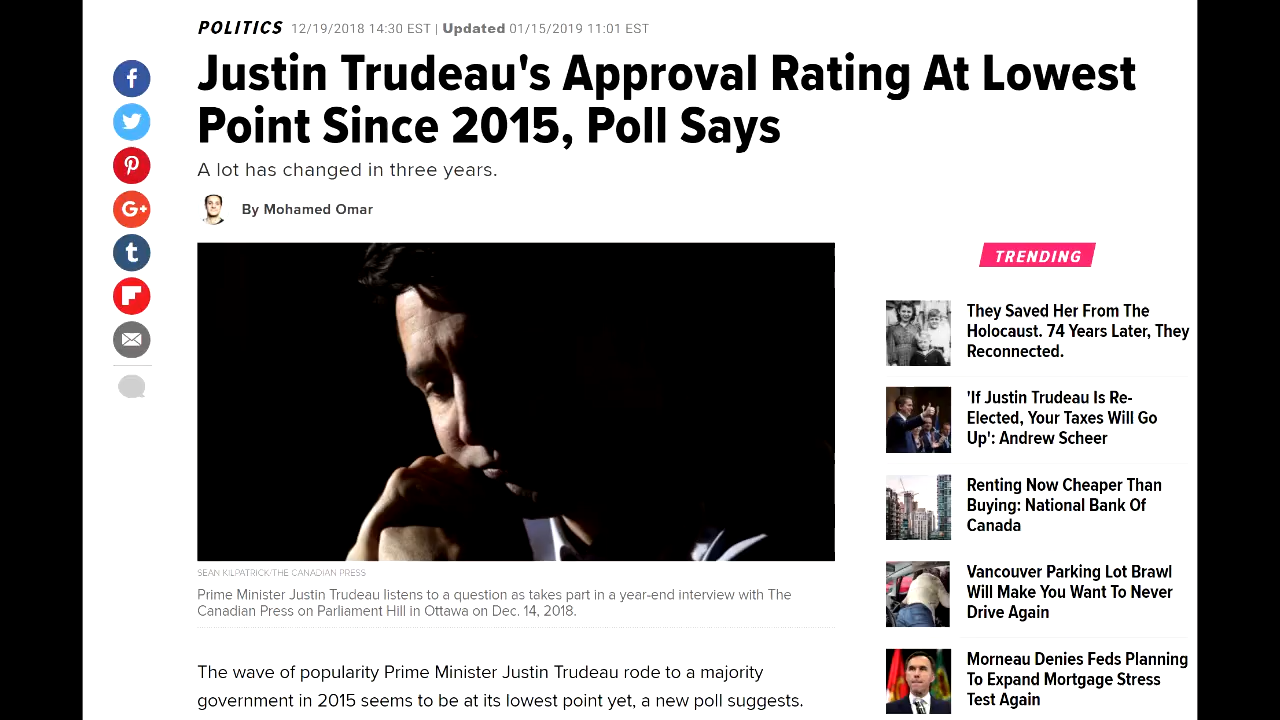 POLITICS 12/19/2018 14:30 EST | Updated 01/15/2019 11:01 EST
Justin Trudeau's Approval Rating At Lowest
Point Since 2015, Poll Says
A lot has changed in three years.
By Mohamed Omar
SEAN KILPATRICK/THE CANADIAN PRESS
Prime Minister Justin Trudeau listens to a question as takes part in a year-end interview with The
Canadian Press on Parliament Hill in Ottawa on Dec. 14, 2018.
The wave of popularity Prime Minister Justin Trudeau rode to a majority
government in 2015 seems to be at its lowest point yet, a new poll suggests.
TRENDING
They Saved Her From The
Holocaust. 74 Years Later, They
Reconnected.
'If Justin Trudeau Is Re-
Elected, Your Taxes Will Go
Up': Andrew Scheer
Renting Now Cheaper Than
Buying: National Bank Of
Canada
Vancouver Parking Lot Brawl
Will Make You Want To Never
Drive Again
Morneau Denies Feds Planning
To Expand Mortgage Stress
Test Again